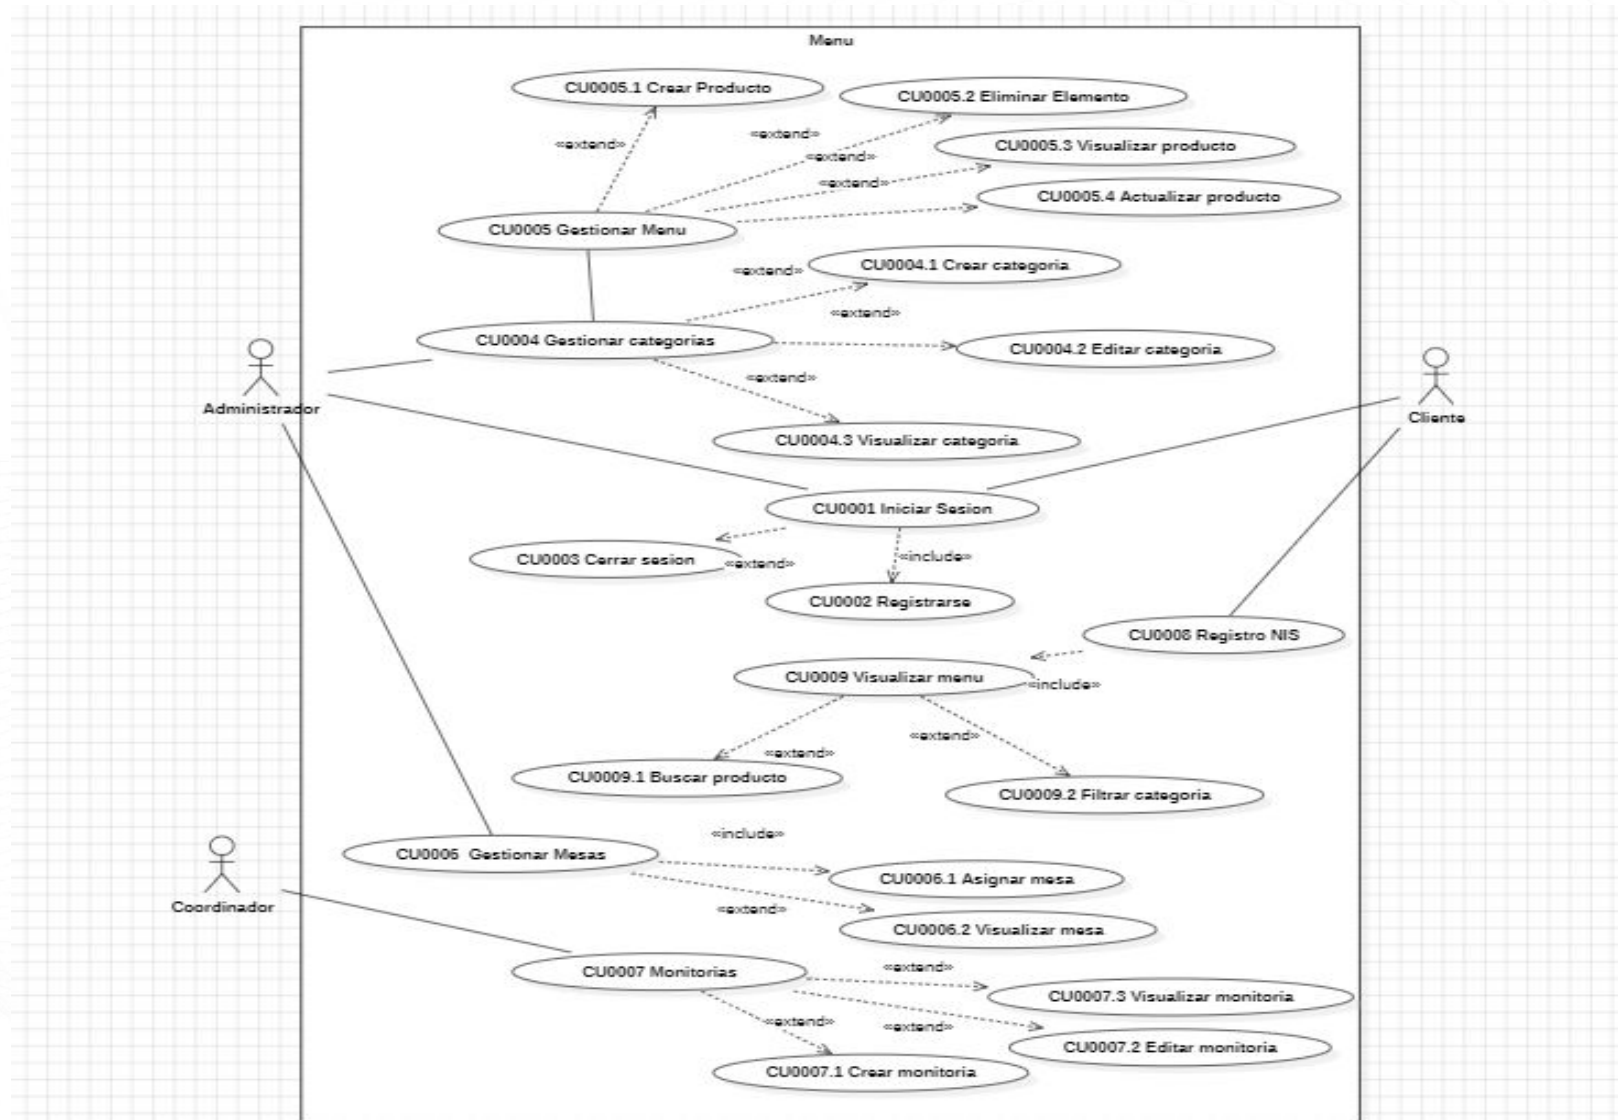 Menu
CU0005.1 Crear Producto
CU0005.2 Eliminar Elemento
«extend»
«extend»
CU0005.3 Visualizar producto
«extend»
«extend»
CU0005.4 Actualizar producto
CU0005 Gestionar Menu
CU0004.1 Crear categoria
«extend»
«extend»
CU0004 Gestionar categorias
CU0004.2 Editar categoria
«extend»
Administrador
Cliente
CU0004.3 Visualizar categoria
CU0001 Iniciar Sesion
CU0003 Cerrar sesion
«extend»
«include»
CU0002 Registrarse
CU0008 Registro NIS
CU0009 Visualizar menu
«include»
«extend»
«extend»
CU0009.1 Buscar producto
CU0009.2 Filtrar categoria
«include»
CU0006 Gestionar Mesas
CU0006.1 Asignar mesa
Coordinador
«extend»
CU0006.2 Visualizar mesa
CU0007 Monitorias
«extend»
CU0007.3 Visualizar monitoria
«extend»
«extend»
CU0007.2 Editar monitoria
CU0007.1 Crear monitoria